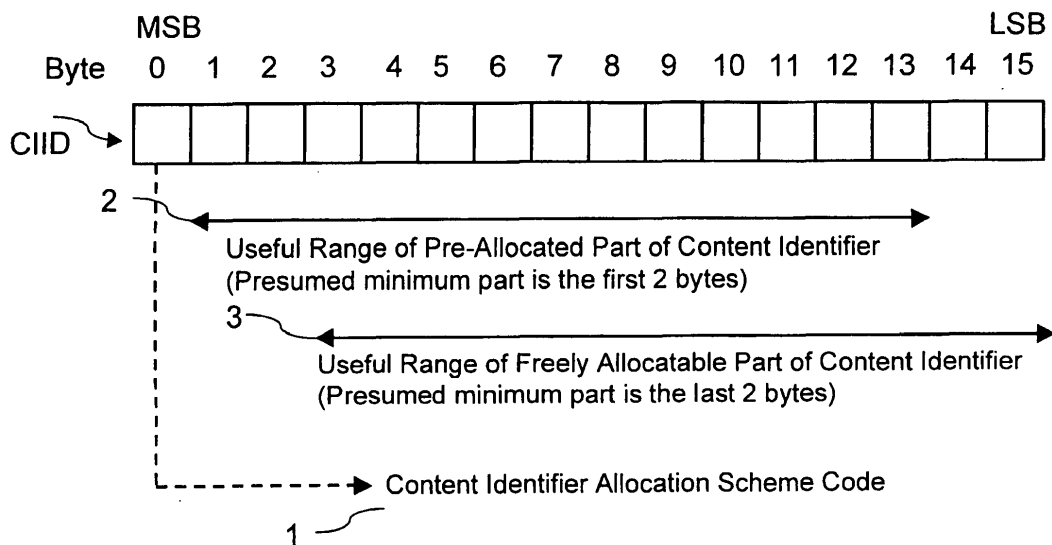 MSB LSB
Byte 0 1 2 3 4 5 6 7 8 9 10 11 12 13 14 15
CIID
2
Useful Range of Pre-Allocated Part of Content Identifier
(Presumed minimum part is the first 2 bytes)
3
Useful Range of Freely Allocatable Part of Content Identifier
(Presumed minimum part is the last 2 bytes)
Content Identifier Allocation Scheme Code
1